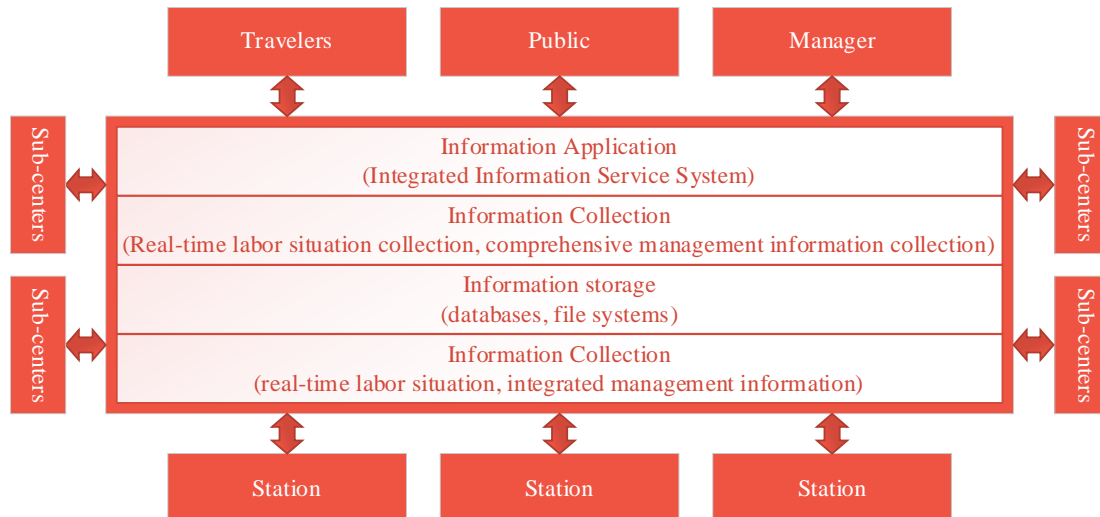 Travelers
Public
Manager
Sub-centers
Sub-centers
Information Application
(Integrated Information Service System)
Information Collection
(Real-time labor situation collection, comprehensive management information collection)
Information storage
(databases, file systems)
Information Collection
(real-time labor situation, integrated management information)
Sub-centers
Sub-centers
Station
Station
Station